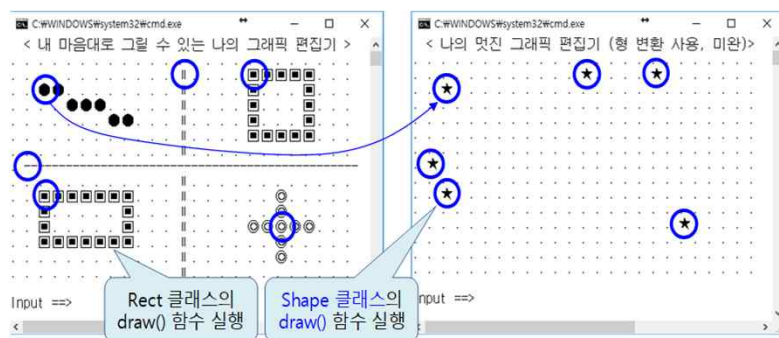 C:₩WINDOWS₩system32₩cmd.exe
< 내 마음대로 그릴 수 있는 나의 그래픽 편집기 >
Input ==>
Rect 클래스의
draw() 함수 실행
C:₩WINDOWS₩system32₩cmd.exe
< 나의 멋진 그래픽 편집기 (형 변환 사용, 미완)>
nput ==>
Shape 클래스의
draw() 함수 실행